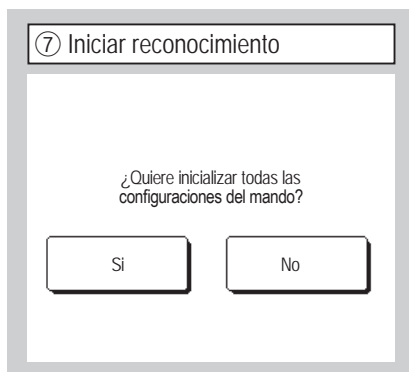 ⑦ Iniciar reconocimiento
¿Quiere inicializar todas las
configuraciones del mando?
Si
No